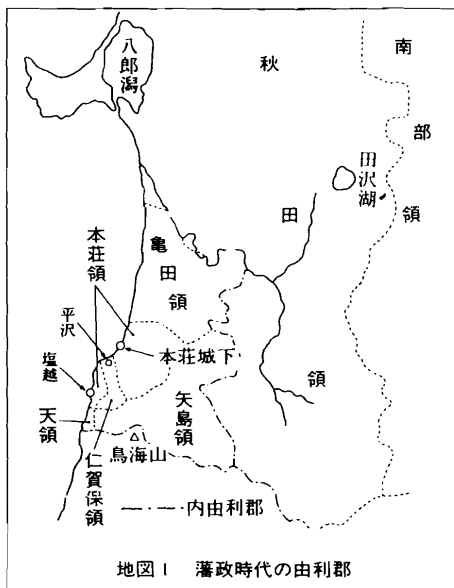 八郎潟
秋田領
南部領
田沢湖
亀田領
本荘領
平沢
本荘城下
塩越
矢島領
天領
仁賀保領
鳥海山
内由利郡
地図1 藩政時代の由利郡